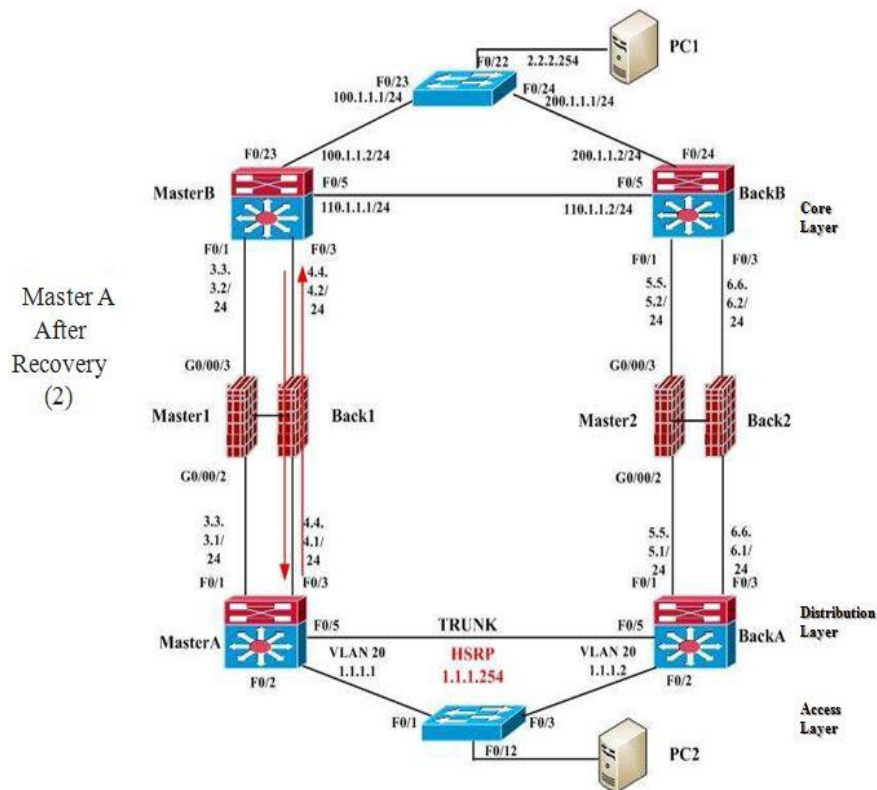 PC1
F0/22
2.2.2.254
F0/23
100.1.1.1/24
F0/24
200.1.1.1/24
F0/23
100.1.1.2/24
200.1.1.2/24
F0/24
MasterB
F0/5
110.1.1.1/24
F0/5
110.1.1.2/24
BackB
Core
Layer
F0/1
3.3.
3.2/
24
F0/3
4.4.
4.2/
24
F0/1
5.5.
5.2/
24
F0/3
6.6.
6.2/
24
Master A
After
Recovery
(2)
G0/00/3
G0/00/3
Master1
Back1
Master2
Back2
G0/00/2
G0/00/2
3.3.
3.1/
24
F0/1
4.4.
4.1/
24
F0/3
5.5.
5.1/
24
F0/1
6.6.
6.1/
24
F0/3
MasterA
F0/5
TRUNK
F0/5
BackA
Distribution
Layer
VLAN 20
1.1.1.1
HSRP
1.1.1.254
VLAN 20
1.1.1.2
F0/2
F0/2
F0/1
F0/3
F0/12
Access
Layer
PC2